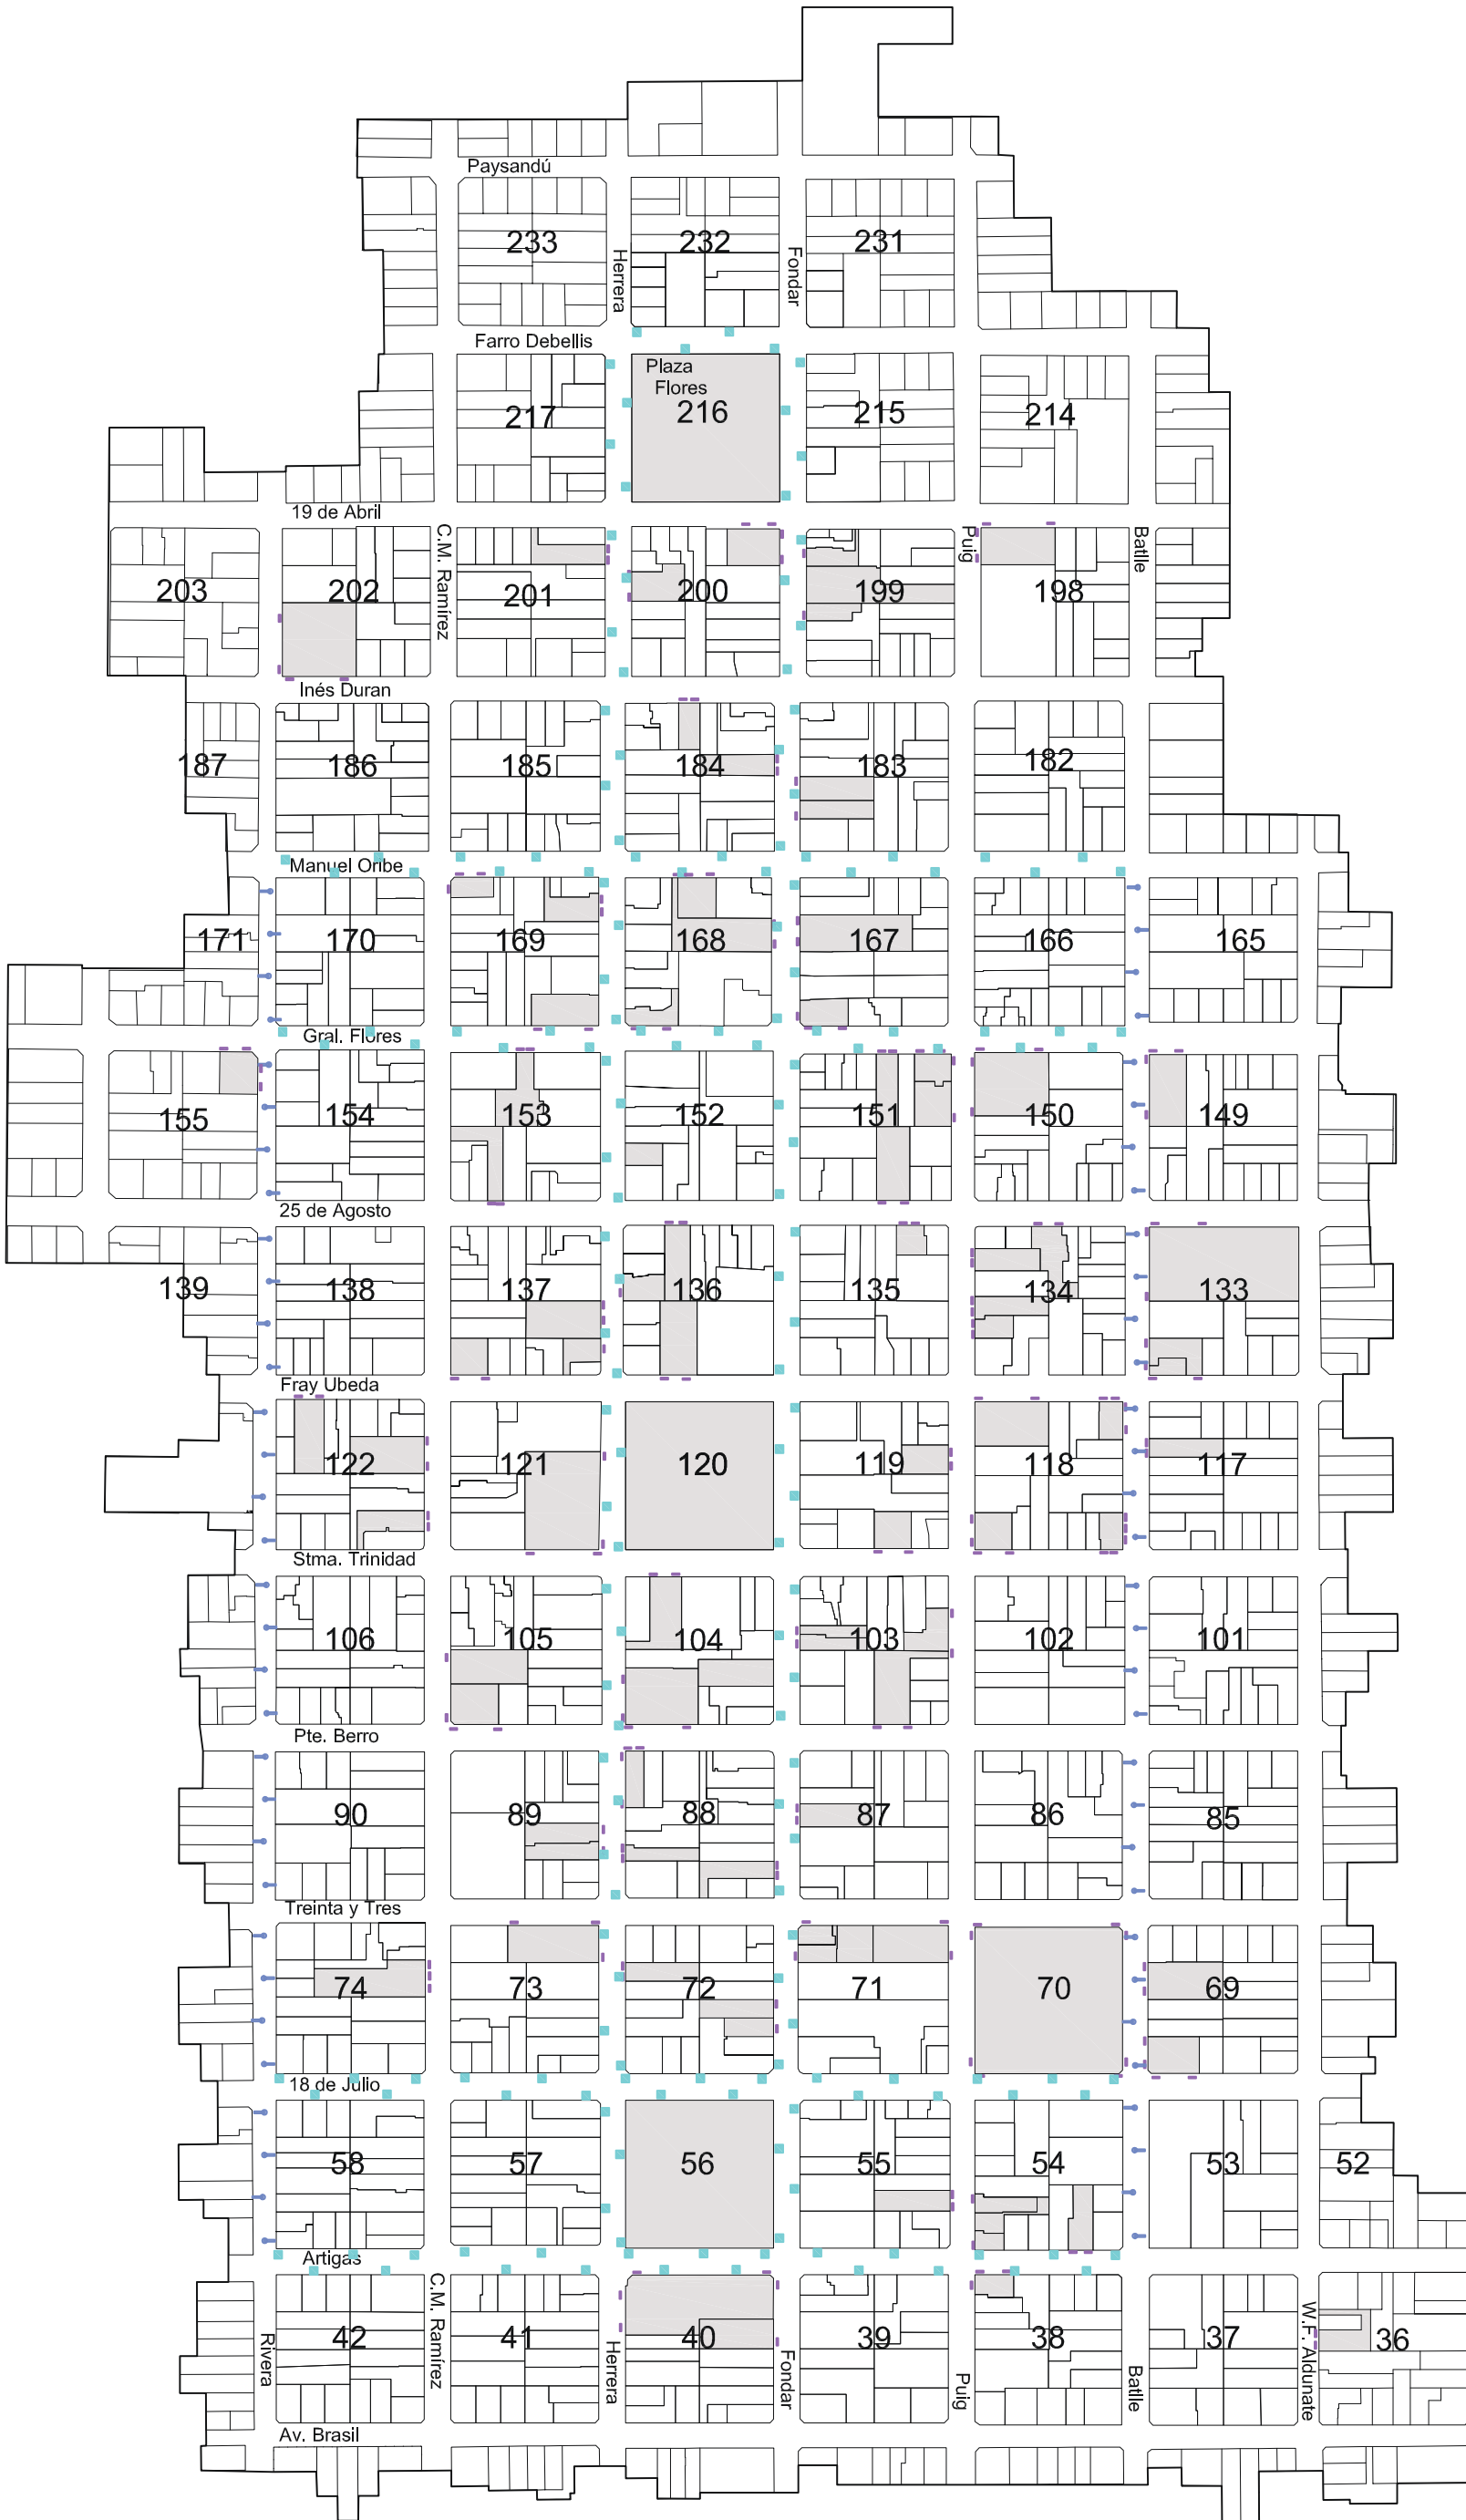 Paysandú
233
232
231
Herrera
Fondar
Farro Debellis
Plaza
Flores
217
216
215
214
19 de Abril
C.M. Ramírez
Puig
Batlle
203
202
201
200
199
198
Inés Duran
187
186
185
184
183
182
Manuel Oribe
171
170
169
168
167
166
165
Gral. Flores
155
154
153
152
151
150
149
25 de Agosto
139
138
137
136
135
134
133
Fray Ubeda
122
121
120
119
118
117
Stma. Trinidad
106
105
104
103
102
101
Pte. Berro
90
89
88
87
86
85
Treinta y Tres
74
73
72
71
70
69
18 de Julio
58
57
56
55
54
53
52
Artigas
Rivera
42
C.M. Ramírez
41
Herrera
40
Fondar
39
Puig
38
Batlle
37
W.F. Aldunate
36
Av. Brasil